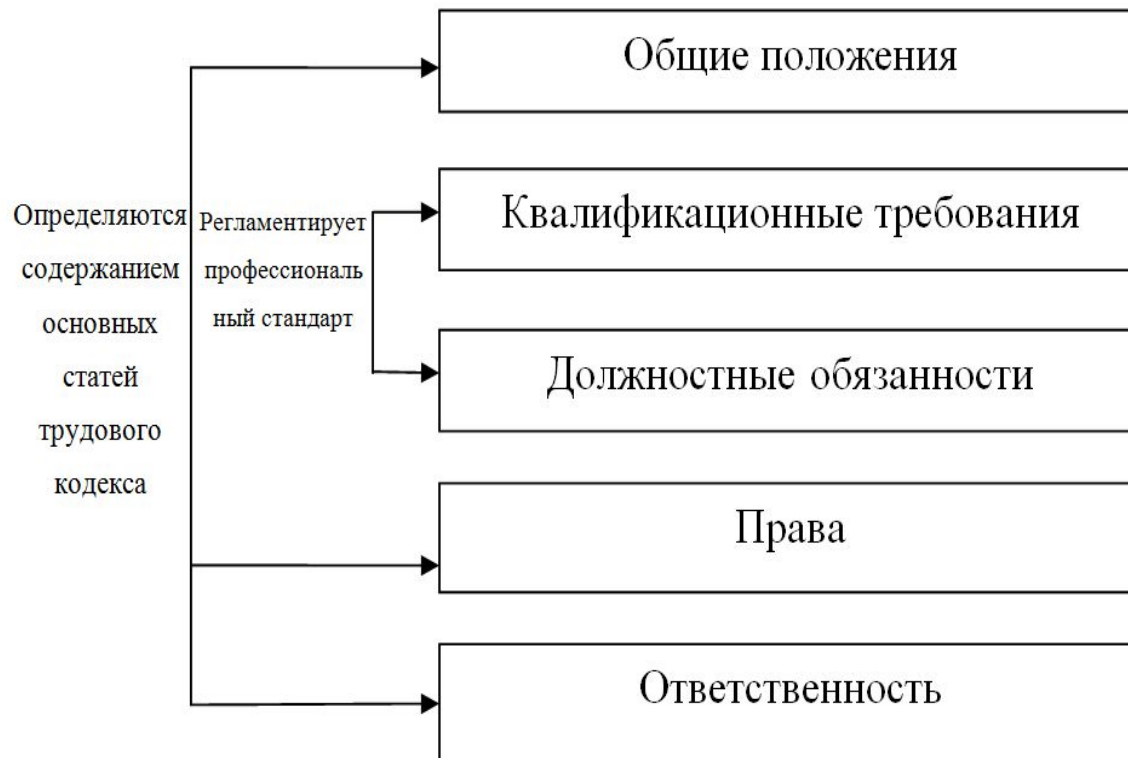 Общие положения
Определяются
содержанием
основных
статей
трудового
кодекса
Регламентирует
профессиональ
ный стандарт
Квалификационные требования
Должностные обязанности
Права
Ответственность